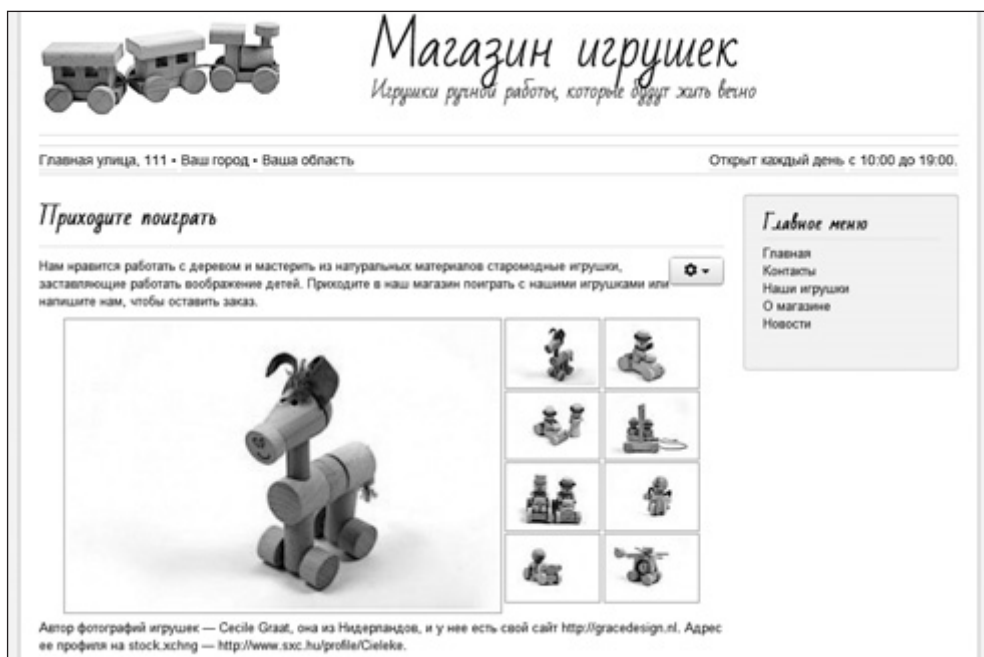 Магазин игрушек
Игрушки ручной работы, которые будут жить вечно
Главная улица, 111 • Ваш город • Ваша область
Открыт каждый день с 10:00 до 19:00.
Приходите поиграть
Нам нравится работать с деревом и мастерить из натуральных материалов старомодные игрушки,
заставляющие работать воображение детей. Приходите в наш магазин поиграть с нашими игрушками или
напишите нам, чтобы оставить заказ.
Автор фотографий игрушек — Cecile Graat, она из Нидерландов, и у нее есть свой сайт http://gracedesign.nl. Адрес
ее профиля на stock.xchng — http://www.sxc.hu/profile/Cieleke.
Главное меню
Главная
Контакты
Наши игрушки
О магазине
Новости